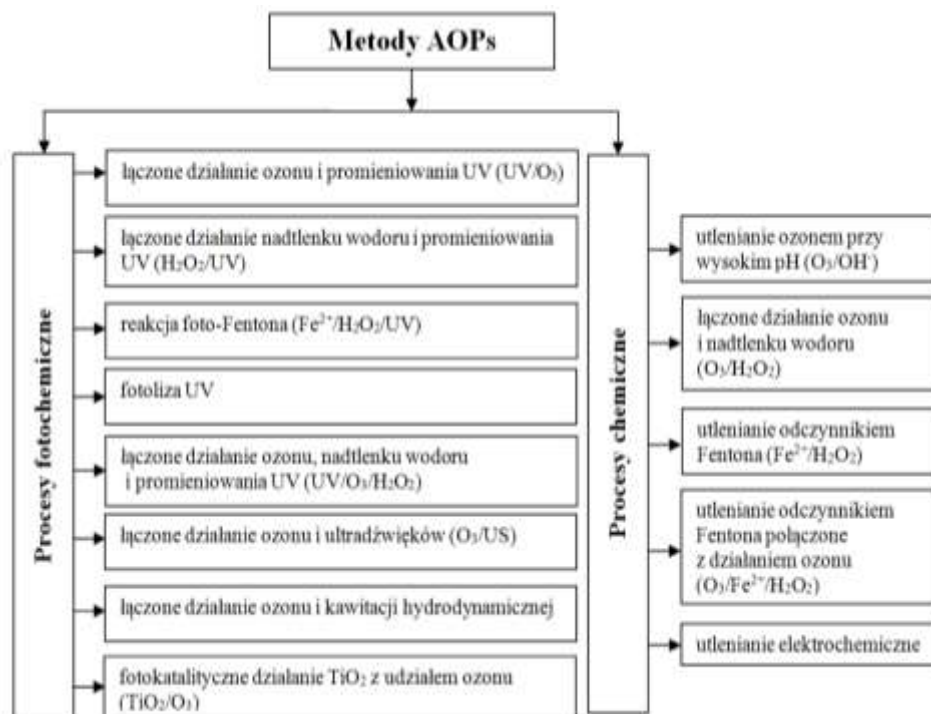 Metody AOPs
Procesy fotochemiczne
łączone działanie ozonu i promieniowania UV (UV/O₃)
łączone działanie nadtlenku wodoru i promieniowania
UV (H₂O₂/UV)
reakcja foto-Fentona (Fe²⁺/H₂O₂/UV)
fotoliza UV
łączone działanie ozonu, nadtlenku wodoru
i promieniowania UV (UV/O₃/H₂O₂)
łączone działanie ozonu i ultradźwięków (O₃/US)
łączone działanie ozonu i kawitacji hydrodynamicznej
fotokatalityczne działanie TiO₂ z udziałem ozonu
(TiO₂/O₃)
Procesy chemiczne
utlenianie ozonem przy
wysokim pH (O₃/OH⁻)
łączone działanie ozonu
i nadtlenku wodoru
(O₃/H₂O₂)
utlenianie odczynnikiem
Fentona (Fe²⁺/H₂O₂)
utlenianie odczynnikiem
Fentona połączone
z działaniem ozonu
(O₃/Fe²⁺/H₂O₂)
utlenianie elektrochemiczne